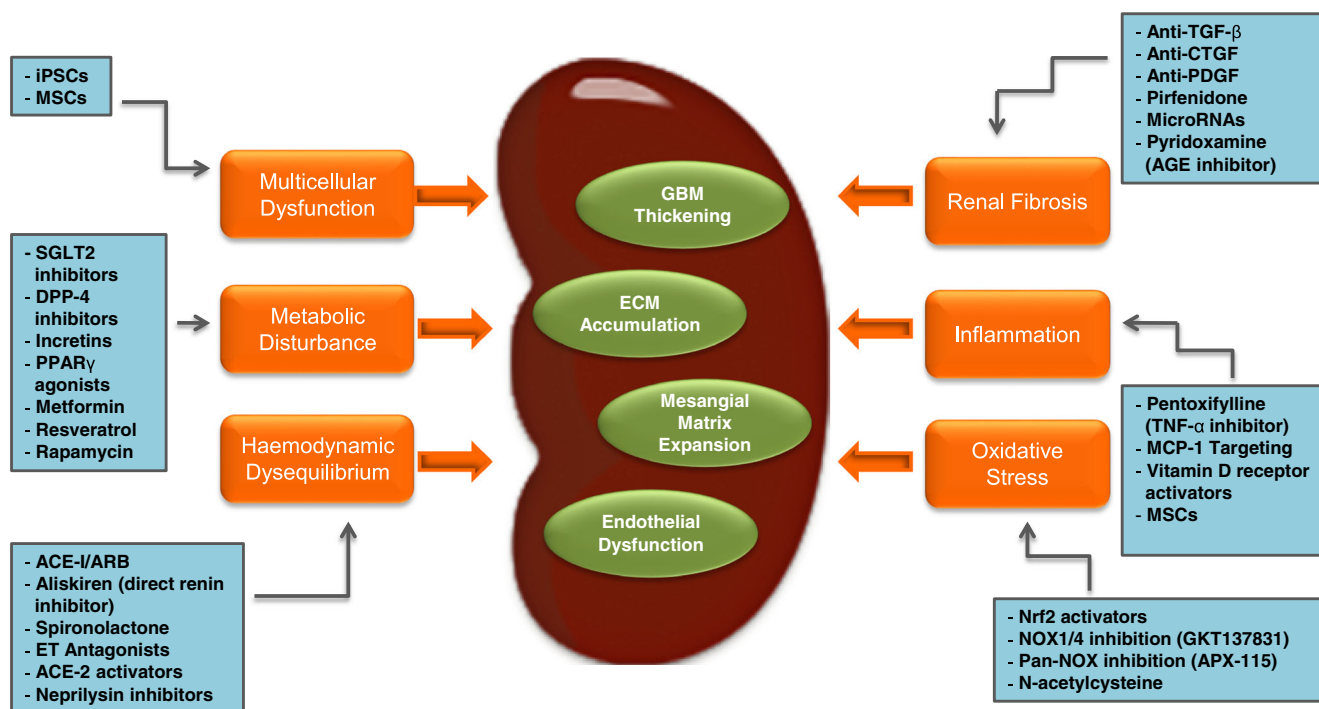 - iPSCs
- MSCs
Multicellular
Dysfunction
- SGLT2
inhibitors
- DPP-4
inhibitors
- Incretins
- PPARγ
agonists
- Metformin
- Resveratrol
- Rapamycin
Metabolic
Disturbance
Haemodynamic
Dysequilibrium
- ACE-I/ARB
- Aliskiren (direct renin
inhibitor)
- Spironolactone
- ET Antagonists
- ACE-2 activators
- Neprilysin inhibitors
GBM
Thickening
ECM
Accumulation
Mesangial
Matrix
Expansion
Endothelial
Dysfunction
- Anti-TGF-β
- Anti-CTGF
- Anti-PDGF
- Pirfenidone
- MicroRNAs
- Pyridoxamine
(AGE inhibitor)
Renal Fibrosis
Inflammation
- Pentoxifylline
(TNF-α inhibitor)
- MCP-1 Targeting
- Vitamin D receptor
activators
- MSCs
Oxidative
Stress
- Nrf2 activators
- NOX1/4 inhibition (GKT137831)
- Pan-NOX inhibition (APX-115)
- N-acetylcysteine